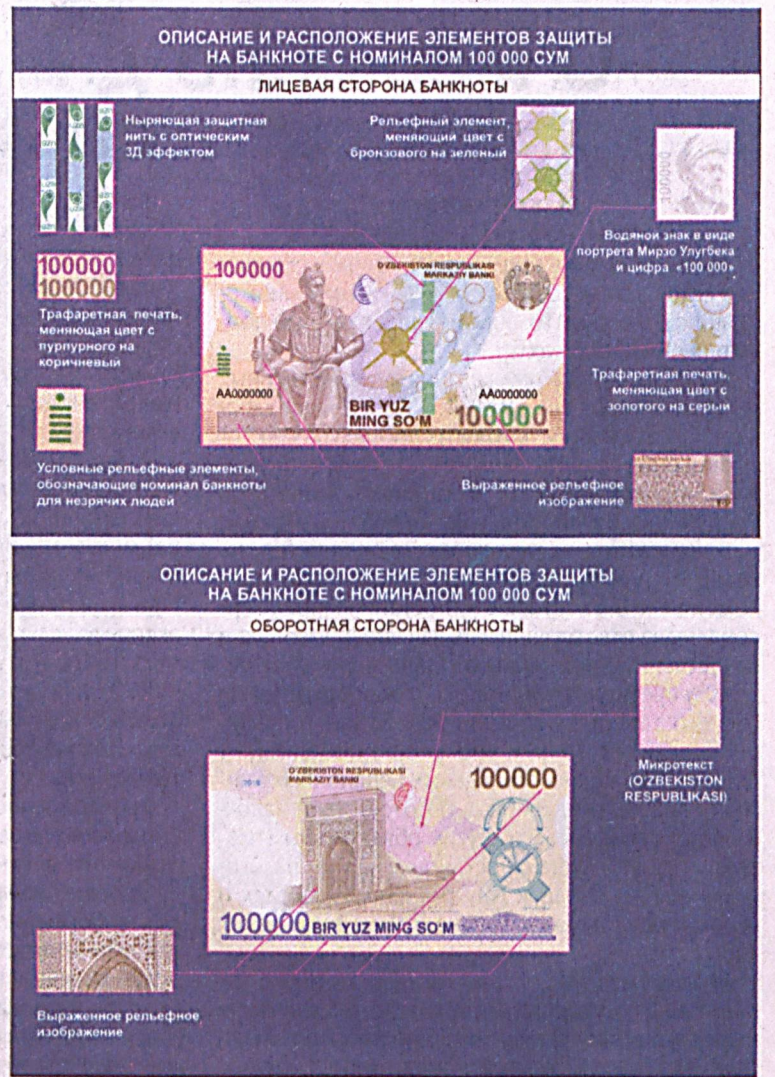 ОПИСАНИЕ И РАСПОЛОЖЕНИЕ ЭЛЕМЕНТОВ ЗАЩИТЫ
НА БАНКНОТЕ С НОМИНАЛОМ 100 000 СУМ
ЛИЦЕВАЯ СТОРОНА БАНКНОТЫ
Ныряющая защитная
нить с оптическим
3Д эффектом
Рельефный элемент,
меняющий цвет с
бронзового на зеленый
100000
Водяной знак в виде
портрета Мирзо Улугбека
и цифра «100 000»
100000
100000
Трафаретная печать,
меняющая цвет с
пурпурного на
коричневый
100000
O'ZBEKISTON RESPUBLIKASI
MARKAZIY BANKI
AA0000000
BIR YUZ
MING SO'M
AA0000000
100000
Трафаретная печать,
меняющая цвет с
золотого на серый
Условные рельефные элементы,
обозначающие номинал банкноты
для незрячих людей
Выраженное рельефное
изображение
ОПИСАНИЕ И РАСПОЛОЖЕНИЕ ЭЛЕМЕНТОВ ЗАЩИТЫ
НА БАНКНОТЕ С НОМИНАЛОМ 100 000 СУМ
ОБОРОТНАЯ СТОРОНА БАНКНОТЫ
Микротекст
(O'ZBEKISTON
RESPUBLIKASI)
O'ZBEKISTON RESPUBLIKASI
MARKAZIY BANKI
100000
100000 BIR YUZ MING SO'M
Выраженное рельефное
изображение